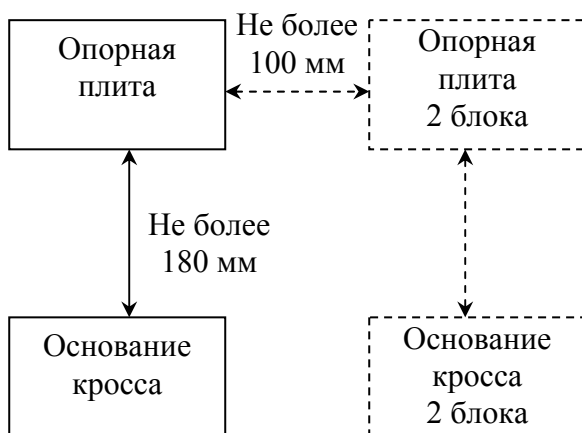 Опорная
плита
Не более
100 мм
Опорная
плита
2 блока
Не более
180 мм
Основание
кросса
Основание
кросса
2 блока